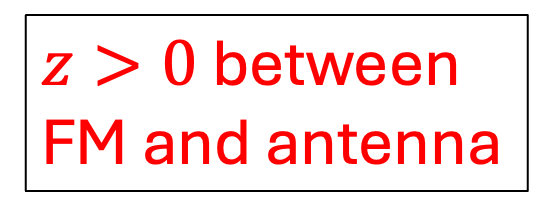 z > 0 between
FM and antenna